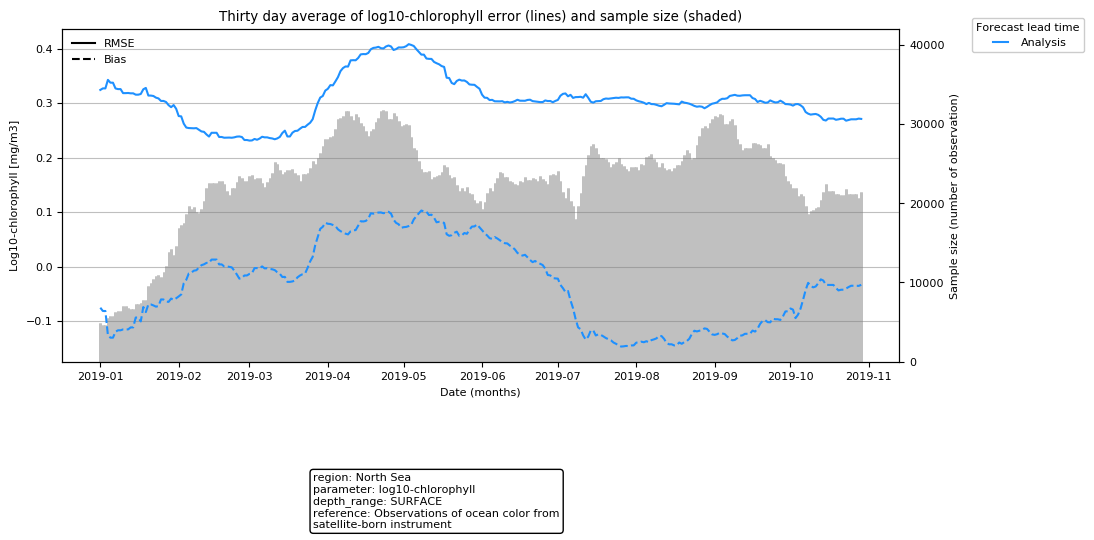 Thirty day average of log10-chlorophyll error (lines) and sample size (shaded)
Forecast lead time
Analysis
RMSE
Bias
Log10-chlorophyll [mg/m3]
0.4
0.3
0.2
0.1
0.0
−0.1
40000
30000
20000
10000
0
Sample size (number of observation)
2019-01 2019-02 2019-03 2019-04 2019-05 2019-06 2019-07 2019-08 2019-09 2019-10 2019-11
Date (months)
region: North Sea
parameter: log10-chlorophyll
depth_range: SURFACE
reference: Observations of ocean color from
satellite-born instrument